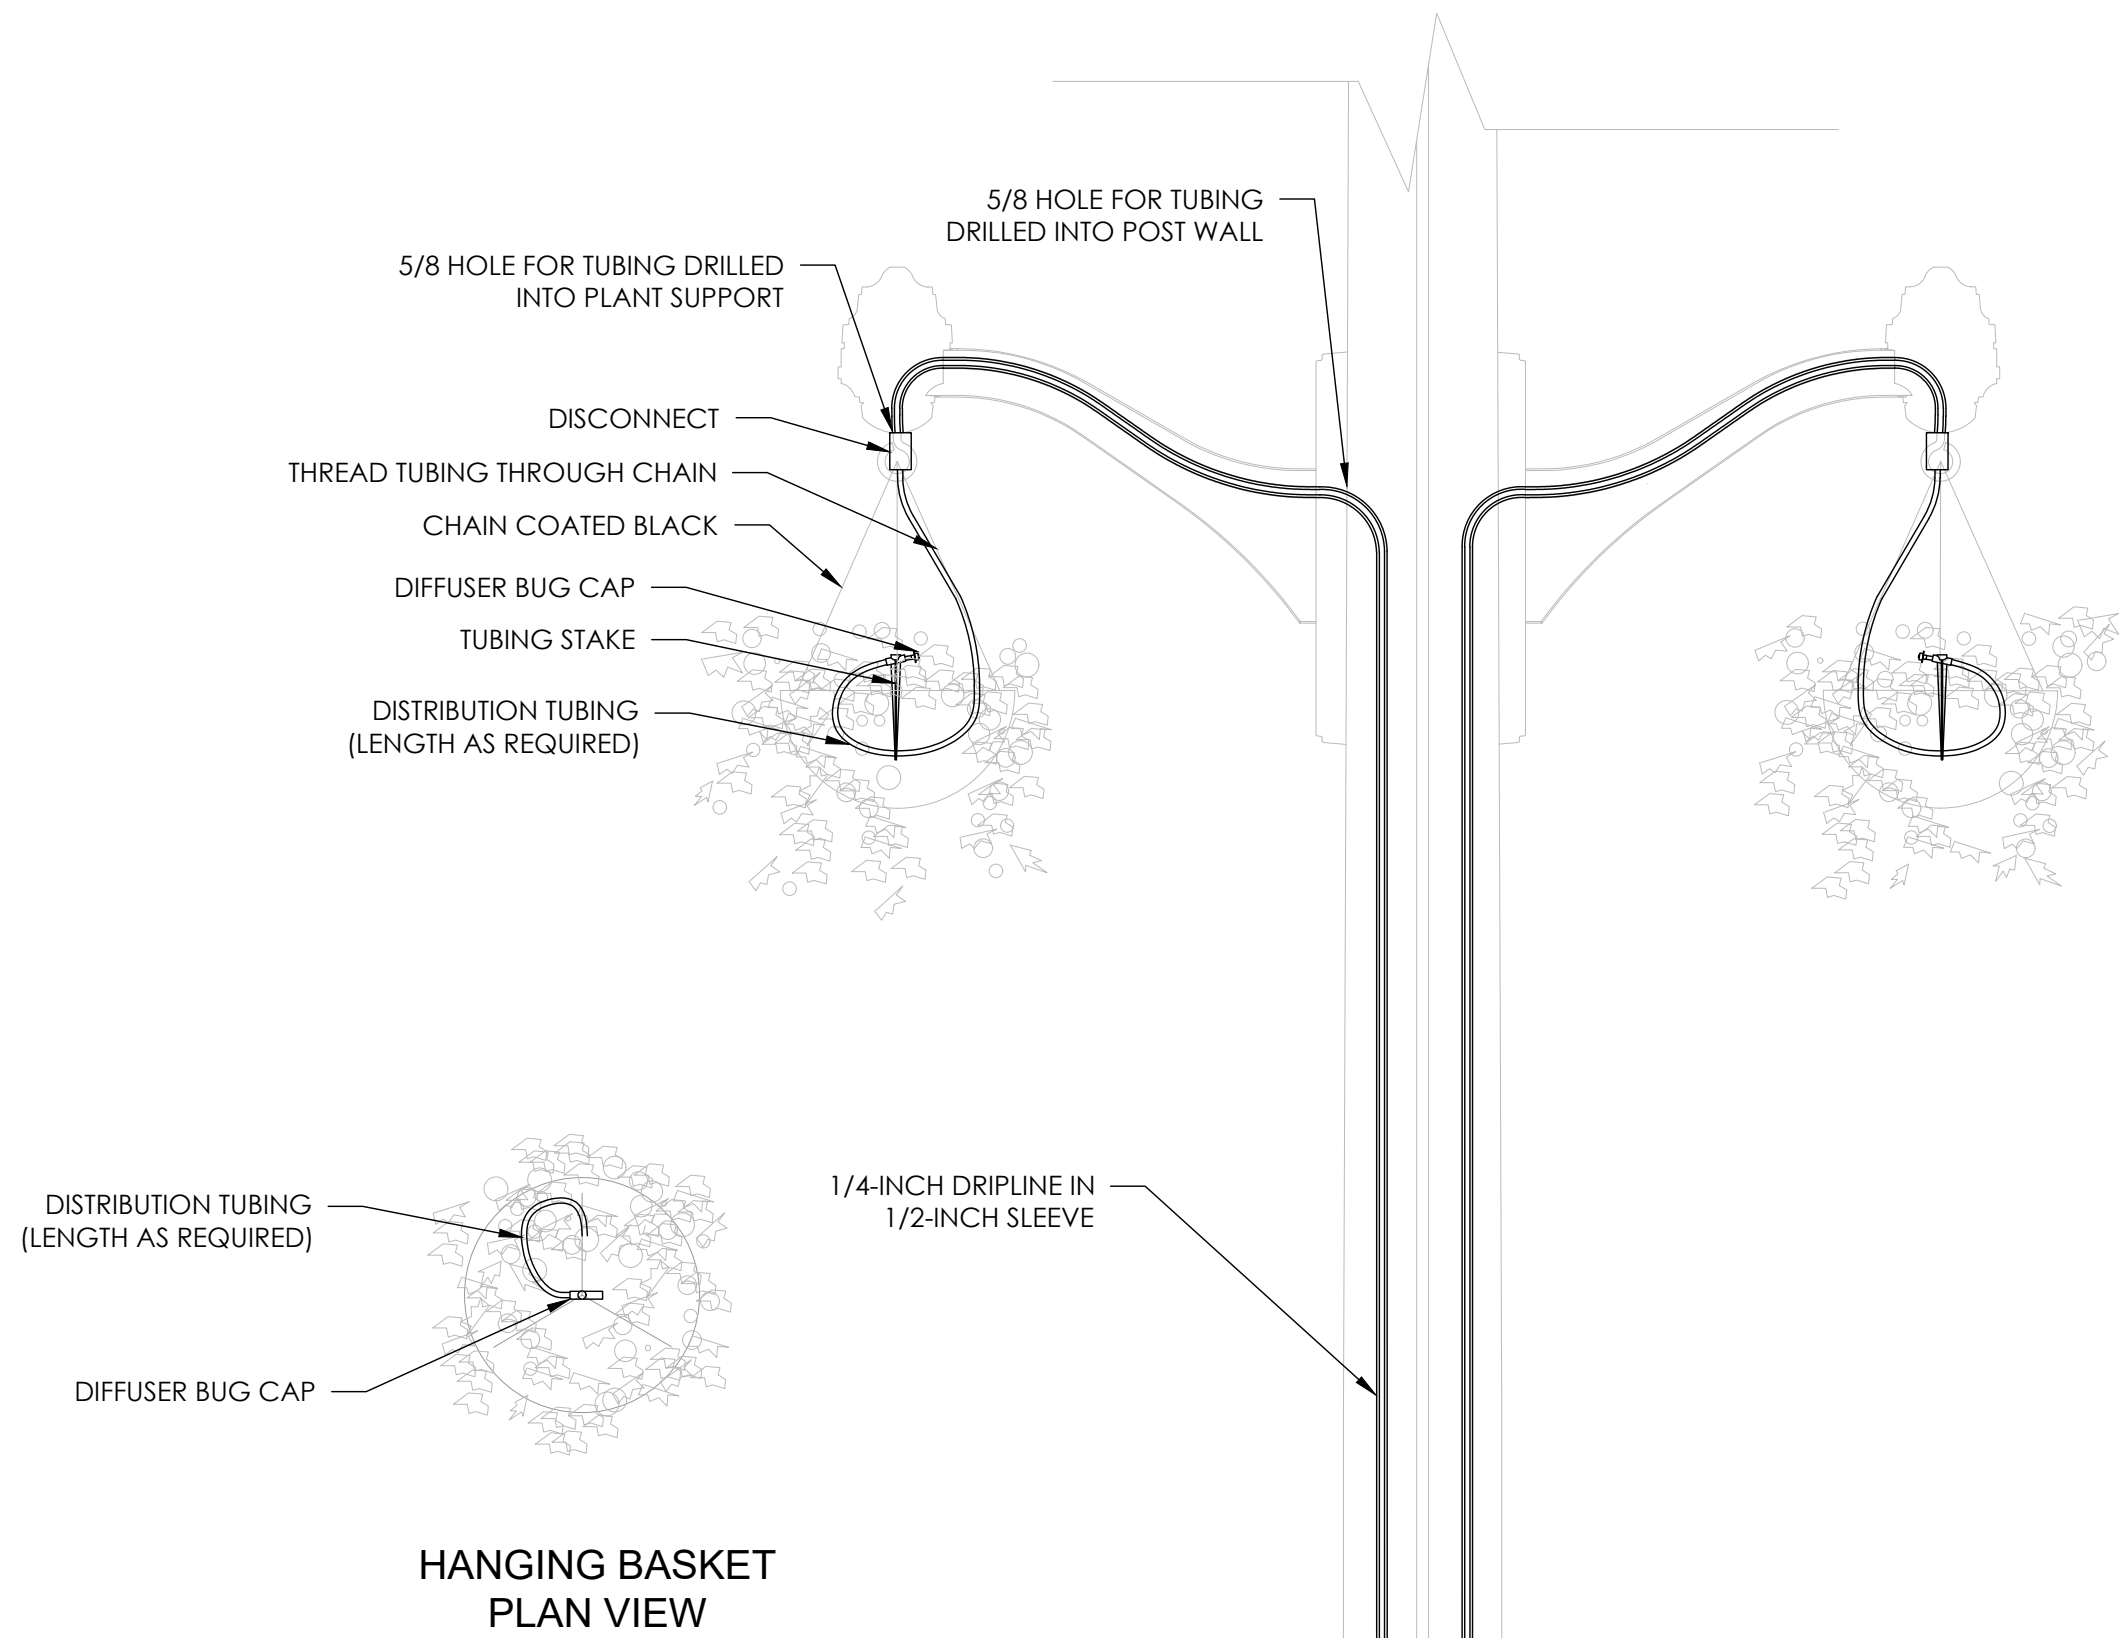 5/8 HOLE FOR TUBING
DRILLED INTO POST WALL
5/8 HOLE FOR TUBING DRILLED
INTO PLANT SUPPORT
DISCONNECT
THREAD TUBING THROUGH CHAIN
CHAIN COATED BLACK
DIFFUSER BUG CAP
TUBING STAKE
DISTRIBUTION TUBING
(LENGTH AS REQUIRED)
1/4-INCH DRIPLINE IN
1/2-INCH SLEEVE
DISTRIBUTION TUBING
(LENGTH AS REQUIRED)
DIFFUSER BUG CAP
HANGING BASKET
PLAN VIEW